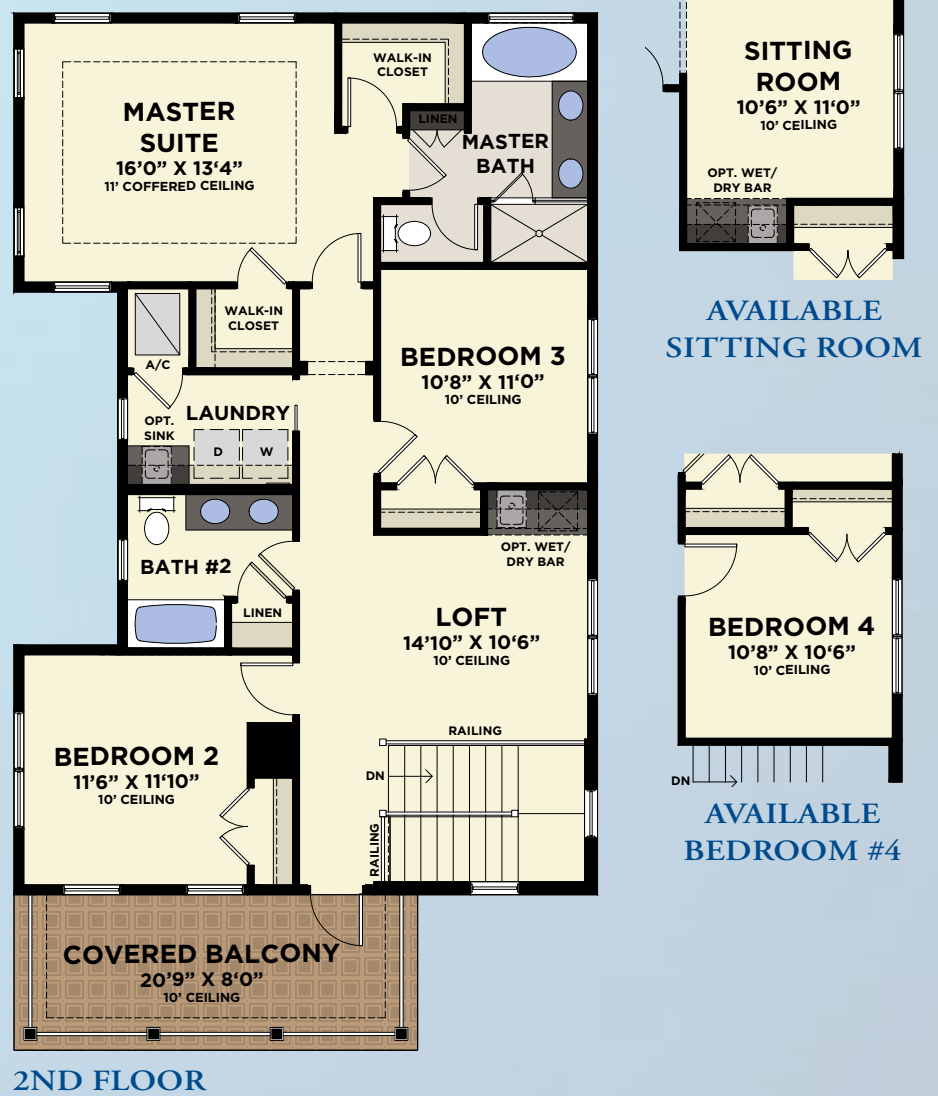 MASTER
SUITE
16'0” X 13‘4”
11' COFFERED CEILING
WALK-IN
CLOSET
LINEN
MASTER
BATH
WALK-IN
CLOSET
A/C
BEDROOM 3
10'8” X 11'0”
10' CEILING
LAUNDRY
OPT.
SINK
D
W
BATH #2
LINEN
OPT. WET/
DRY BAR
LOFT
14'10” X 10‘6”
10' CEILING
RAILING
DN
RAILING
BEDROOM 2
11'6” X 11'10”
10' CEILING
COVERED BALCONY
20'9” X 8'0”
10' CEILING
2ND FLOOR
SITTING
ROOM
10'6” X 11'0”
10' CEILING
OPT. WET/
DRY BAR
AVAILABLE
SITTING ROOM
BEDROOM 4
10'8” X 10‘6”
10' CEILING
DN
AVAILABLE
BEDROOM #4